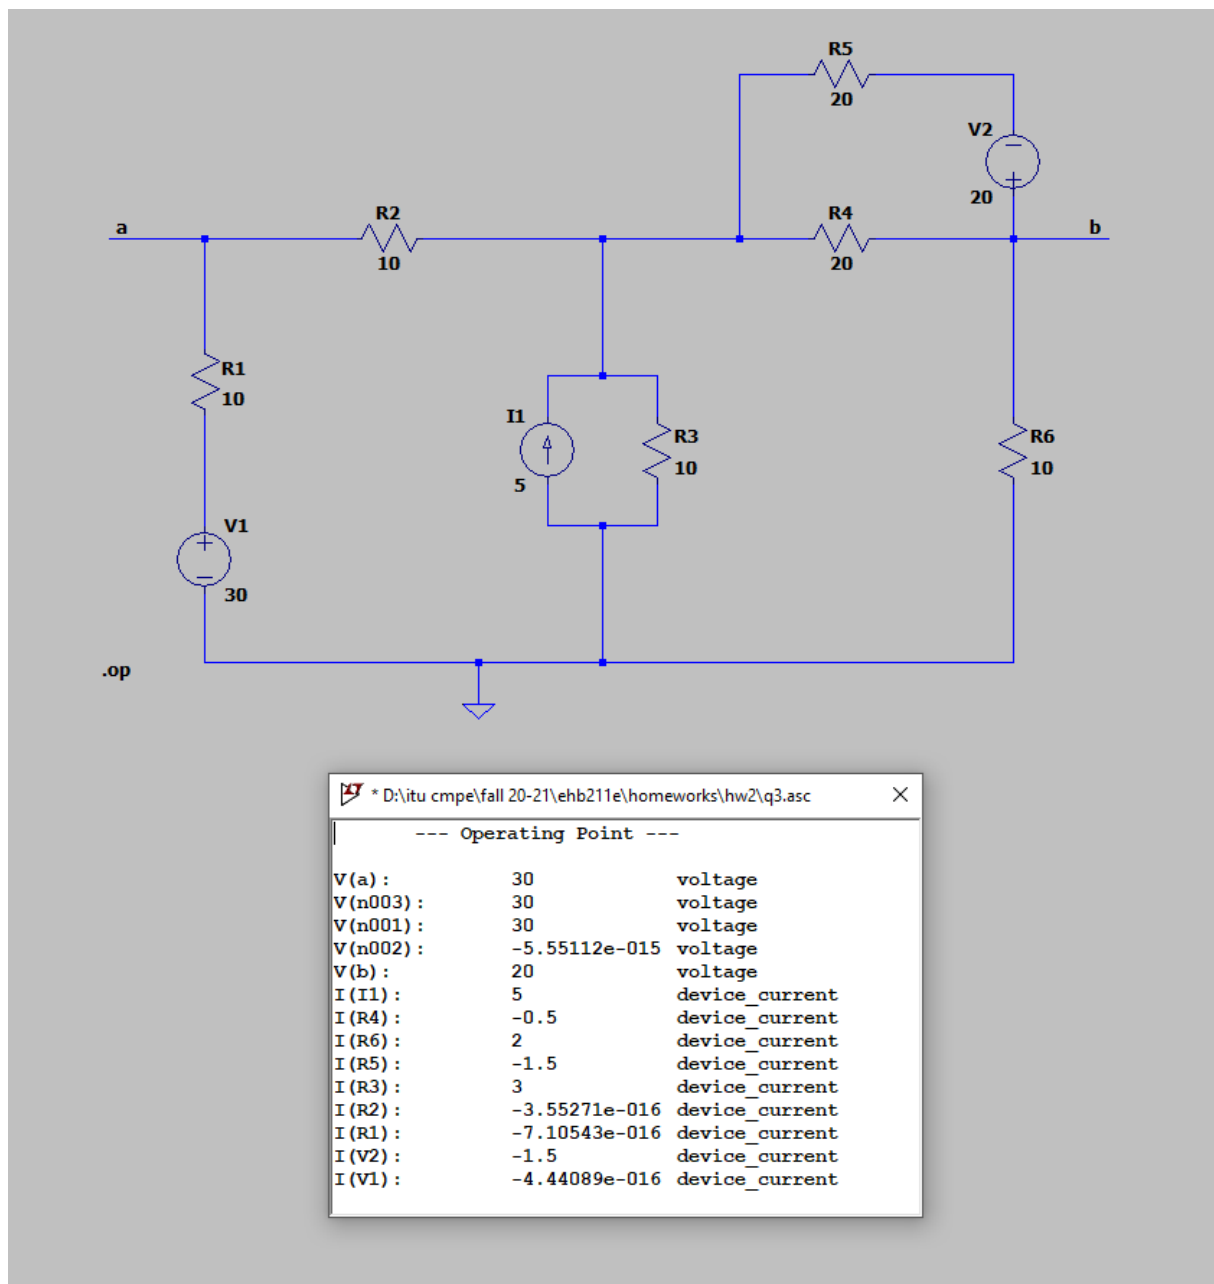 R5
20
V2
20
R4
20
a
R2
10
b
R1
10
I1
5
R3
10
R6
10
V1
30
.op
* D:\itu cmpe\fall 20-21\ehb211e\homeworks\hw2\q3.asc
--- Operating Point ---
V(a): 30 voltage
V(n003): 30 voltage
V(n001): 30 voltage
V(n002): -5.55112e-015 voltage
V(b): 20 voltage
I(I1): 5 device_current
I(R4): -0.5 device_current
I(R6): 2 device_current
I(R5): -1.5 device_current
I(R3): 3 device_current
I(R2): -3.55271e-016 device_current
I(R1): -7.10543e-016 device_current
I(V2): -1.5 device_current
I(V1): -4.44089e-016 device_current